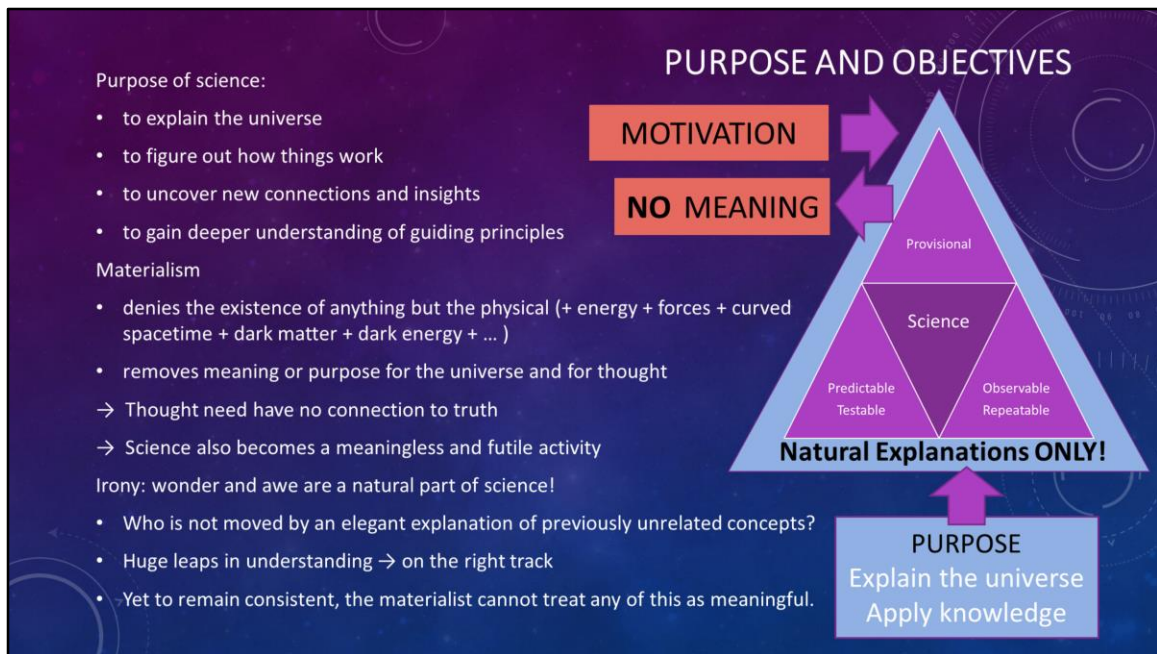 PURPOSE AND OBJECTIVES
Purpose of science:
• to explain the universe
• to figure out how things work
• to uncover new connections and insights
• to gain deeper understanding of guiding principles
Materialism
• denies the existence of anything but the physical (+ energy + forces + curved
spacetime + dark matter + dark energy + ... )
• removes meaning or purpose for the universe and for thought
→ Thought need have no connection to truth
→ Science also becomes a meaningless and futile activity
Irony: wonder and awe are a natural part of science!
• Who is not moved by an elegant explanation of previously unrelated concepts?
• Huge leaps in understanding → on the right track
• Yet to remain consistent, the materialist cannot treat any of this as meaningful.
MOTIVATION
NO MEANING
Provisional
Science
Predictable
Testable
Observable
Repeatable
Natural Explanations ONLY!
PURPOSE
Explain the universe
Apply knowledge